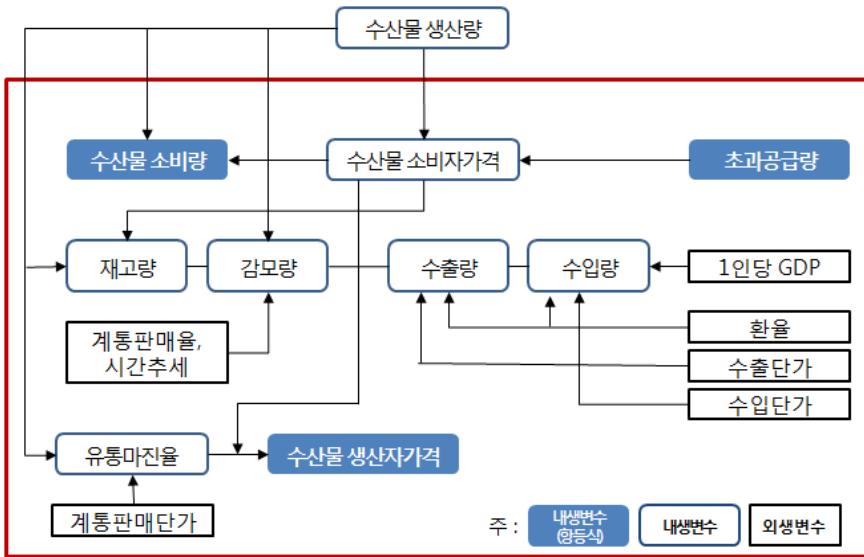 수산물 생산량
수산물 소비량
수산물 소비자가격
초과공급량
재고량
감모량
수출량
수입량
1인당 GDP
계통판매율,
시간추세
환율
수출단가
수입단가
유통마진율
수산물 생산자가격
계통판매단가
주 :
내생변수
(항등식)
내생변수
외생변수